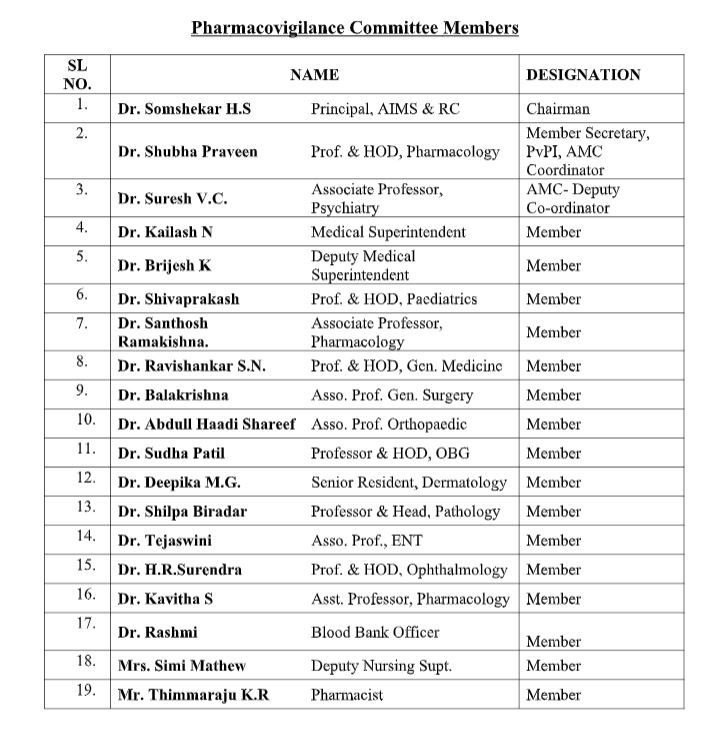 Pharmacovigilance Committee Members
SL NO. NAME DESIGNATION
1. Dr. Somshekar H.S Principal, AIMS & RC Chairman
2. Dr. Shubha Praveen Prof. & HOD, Pharmacology Member Secretary, PvPI, AMC Coordinator
3. Dr. Suresh V.C. Associate Professor, Psychiatry AMC- Deputy Co-ordinator
4. Dr. Kailash N Medical Superintendent Member
5. Dr. Brijesh K Deputy Medical Superintendent Member
6. Dr. Shivaprakash Prof. & HOD, Paediatrics Member
7. Dr. Santhosh Ramakishna. Associate Professor, Pharmacology Member
8. Dr. Ravishankar S.N. Prof. & HOD, Gen. Medicine Member
9. Dr. Balakrishna Asso. Prof. Gen. Surgery Member
10. Dr. Abdull Haadi Shareef Asso. Prof. Orthopaedic Member
11. Dr. Sudha Patil Professor & HOD, OBG Member
12. Dr. Deepika M.G. Senior Resident, Dermatology Member
13. Dr. Shilpa Biradar Professor & Head, Pathology Member
14. Dr. Tejaswini Asso. Prof., ENT Member
15. Dr. H.R.Surendra Prof. & HOD, Ophthalmology Member
16. Dr. Kavitha S Asst. Professor, Pharmacology Member
17. Dr. Rashmi Blood Bank Officer Member
18. Mrs. Simi Mathew Deputy Nursing Supt. Member
19. Mr. Thimmaraju K.R Pharmacist Member